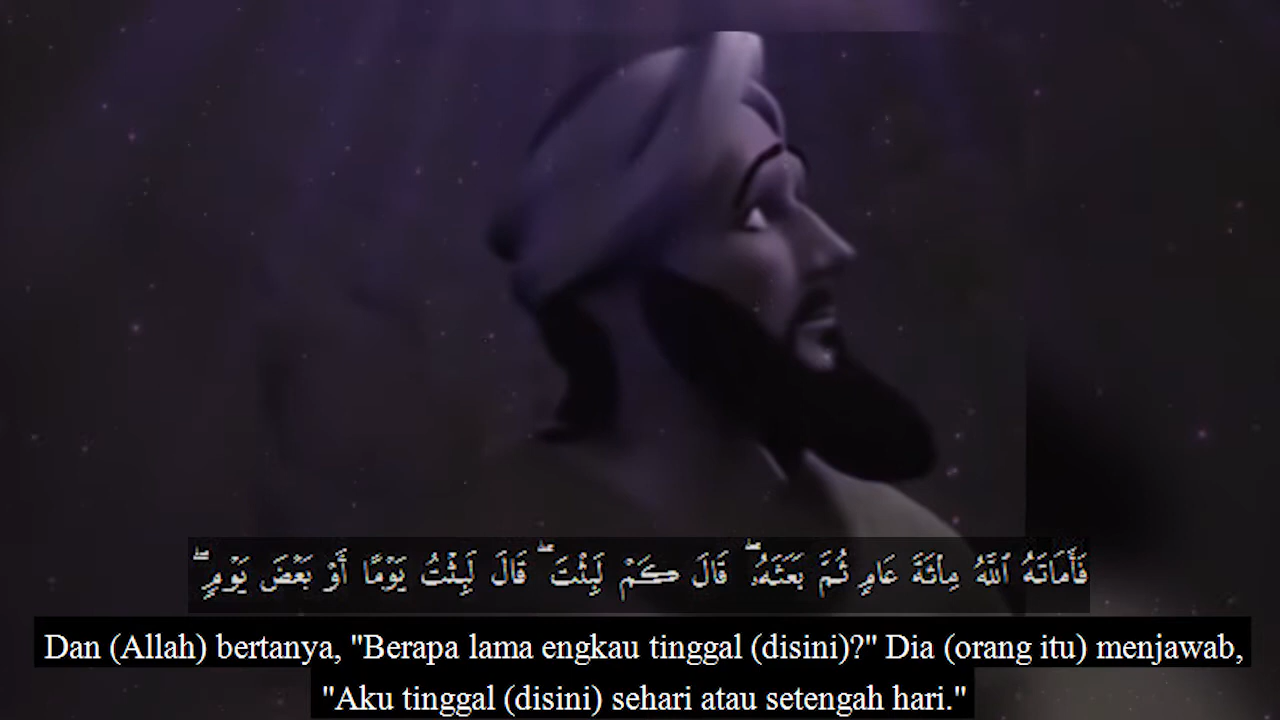 فَأَمَاتَهُ ٱللَّهُ مِا۟ئَةَ عَامٍ ثُمَّ بَعَثَهُۥ ۖ قَالَ كَمْ لَبِثْتَ ۖ قَالَ لَبِثْتُ يَوْمًا أَوْ بَعْضَ يَوْمٍ ۖ
Dan (Allah) bertanya, "Berapa lama engkau tinggal (disini)?" Dia (orang itu) menjawab,
"Aku tinggal (disini) sehari atau setengah hari."